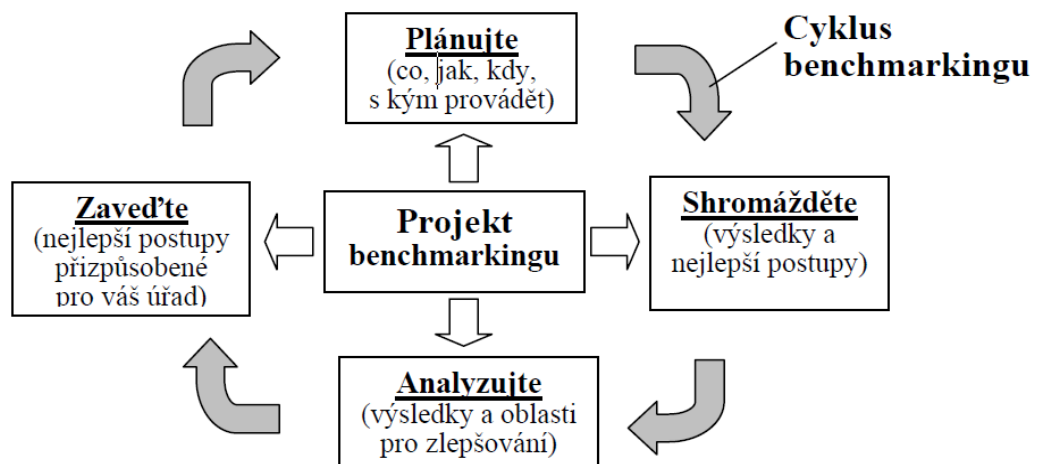 Plánujte
(co, jak, kdy,
s kým provádět)
Cyklus
benchmarkingu
Zaveďte
(nejlepší postupy
přizpůsobené
pro váš úřad)
Projekt
benchmarkingu
Shromážděte
(výsledky a
nejlepší postupy)
Analyzujte
(výsledky a oblasti
pro zlepšování)